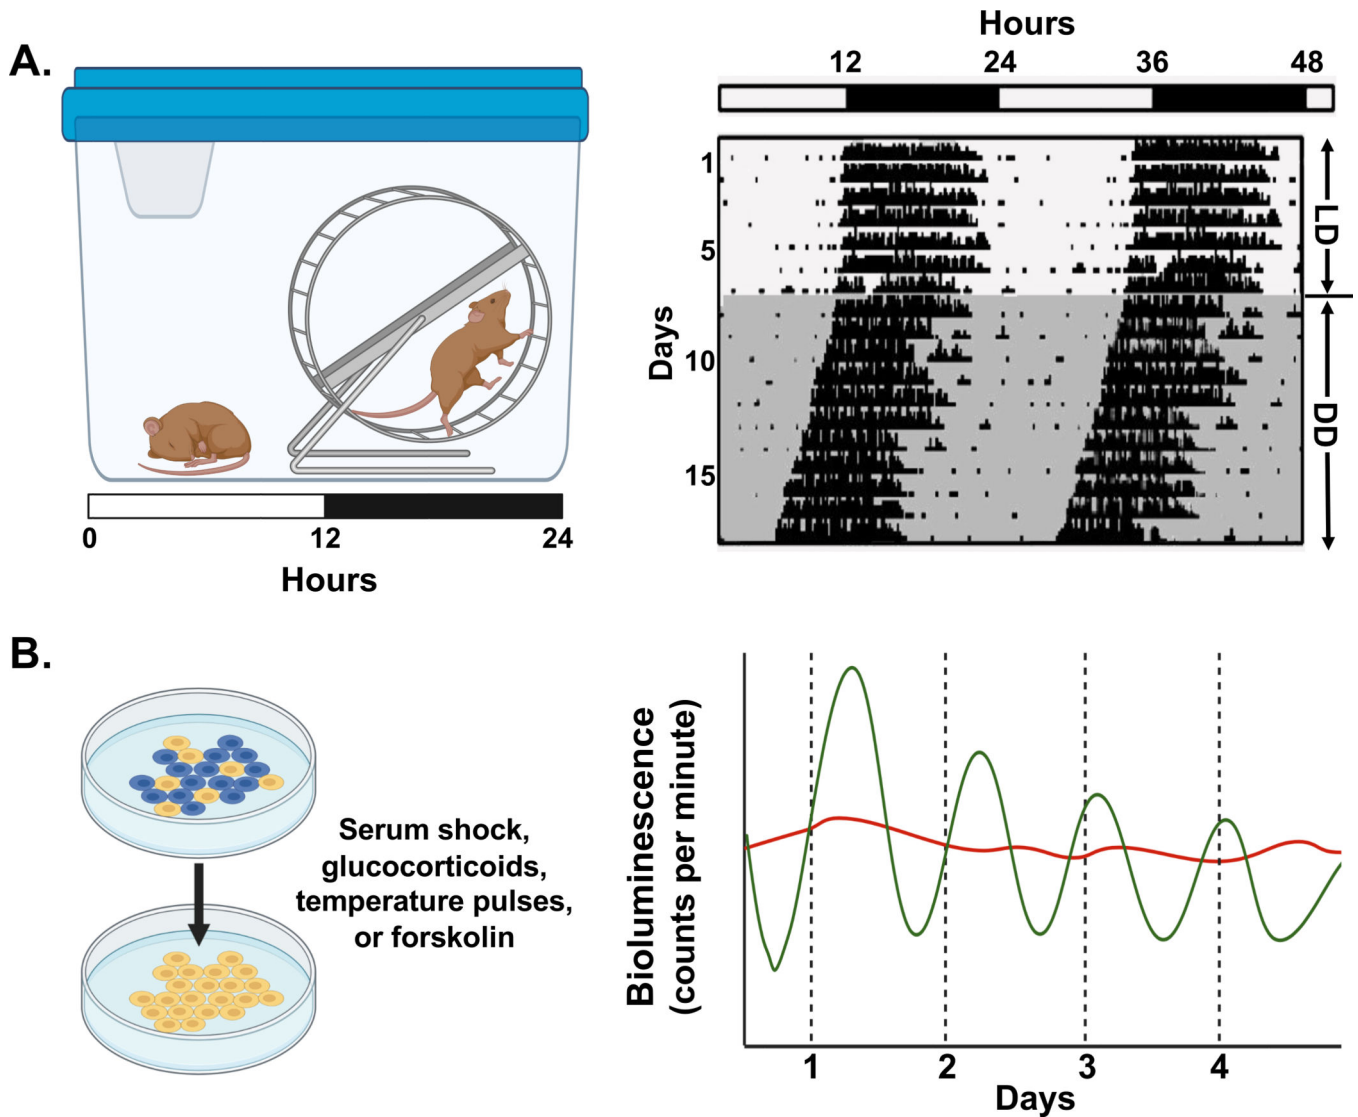 A.
0 12 24
Hours
Hours
12 24 36 48
Days
1
5
10
15
LD
DD
B.
Serum shock,
glucocorticoids,
temperature pulses,
or forskolin
Bioluminescence
(counts per minute)
1 2 3 4
Days